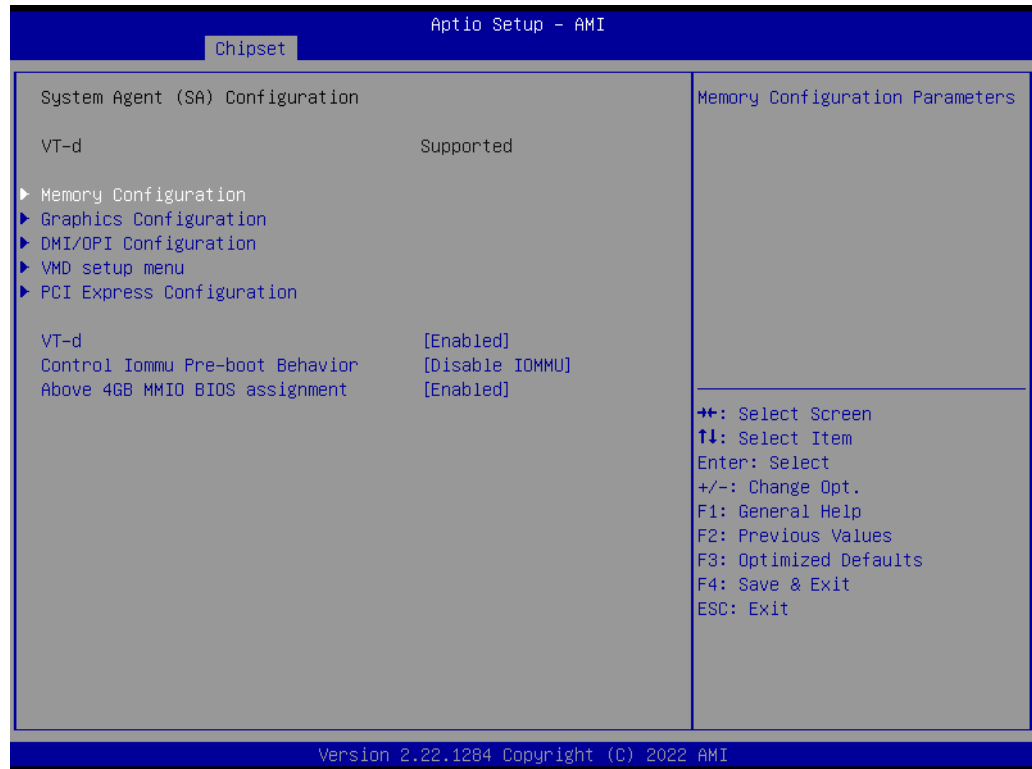 Aptio Setup - AMI
Chipset
System Agent (SA) Configuration
VT-d Supported
Memory Configuration
Graphics Configuration
DMI/OPI Configuration
VMD setup menu
PCI Express Configuration
VT-d [Enabled]
Control Iommu Pre-boot Behavior [Disable IOMMU]
Above 4GB MMIO BIOS assignment [Enabled]
Memory Configuration Parameters
→←: Select Screen
↑↓: Select Item
Enter: Select
+/-: Change Opt.
F1: General Help
F2: Previous Values
F3: Optimized Defaults
F4: Save & Exit
ESC: Exit
Version 2.22.1284 Copyright (C) 2022 AMI